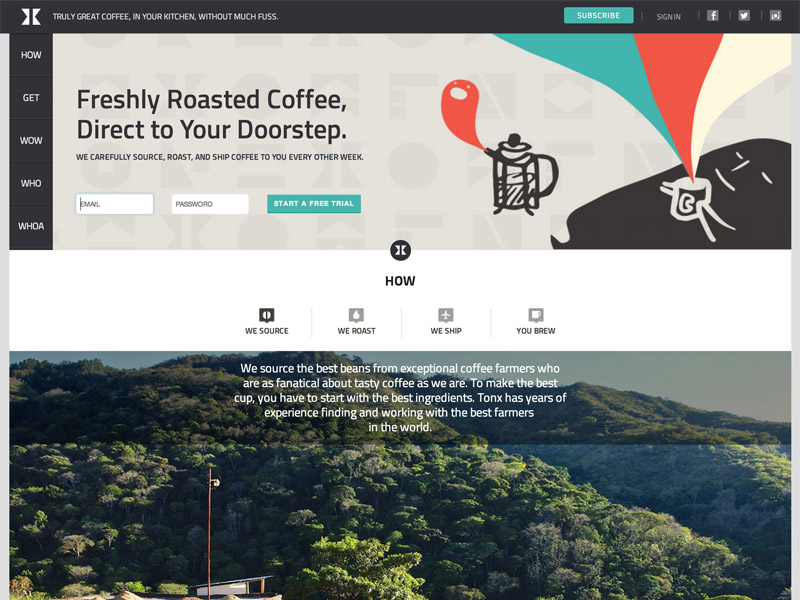 TRULY GREAT COFFEE, IN YOUR KITCHEN, WITHOUT MUCH FUSS.
SUBSCRIBE
SIGN IN
HOW
GET
WOW
WHO
WHOA
Freshly Roasted Coffee,
Direct to Your Doorstep.
WE CAREFULLY SOURCE, ROAST, AND SHIP COFFEE TO YOU EVERY OTHER WEEK.
EMAIL
PASSWORD
START A FREE TRIAL
HOW
WE SOURCE
WE ROAST
WE SHIP
YOU BREW
We source the best beans from exceptional coffee farmers who
are as fanatical about tasty coffee as we are. To make the best
cup, you have to start with the best ingredients. Tonx has years of
experience finding and working with the best farmers
in the world.